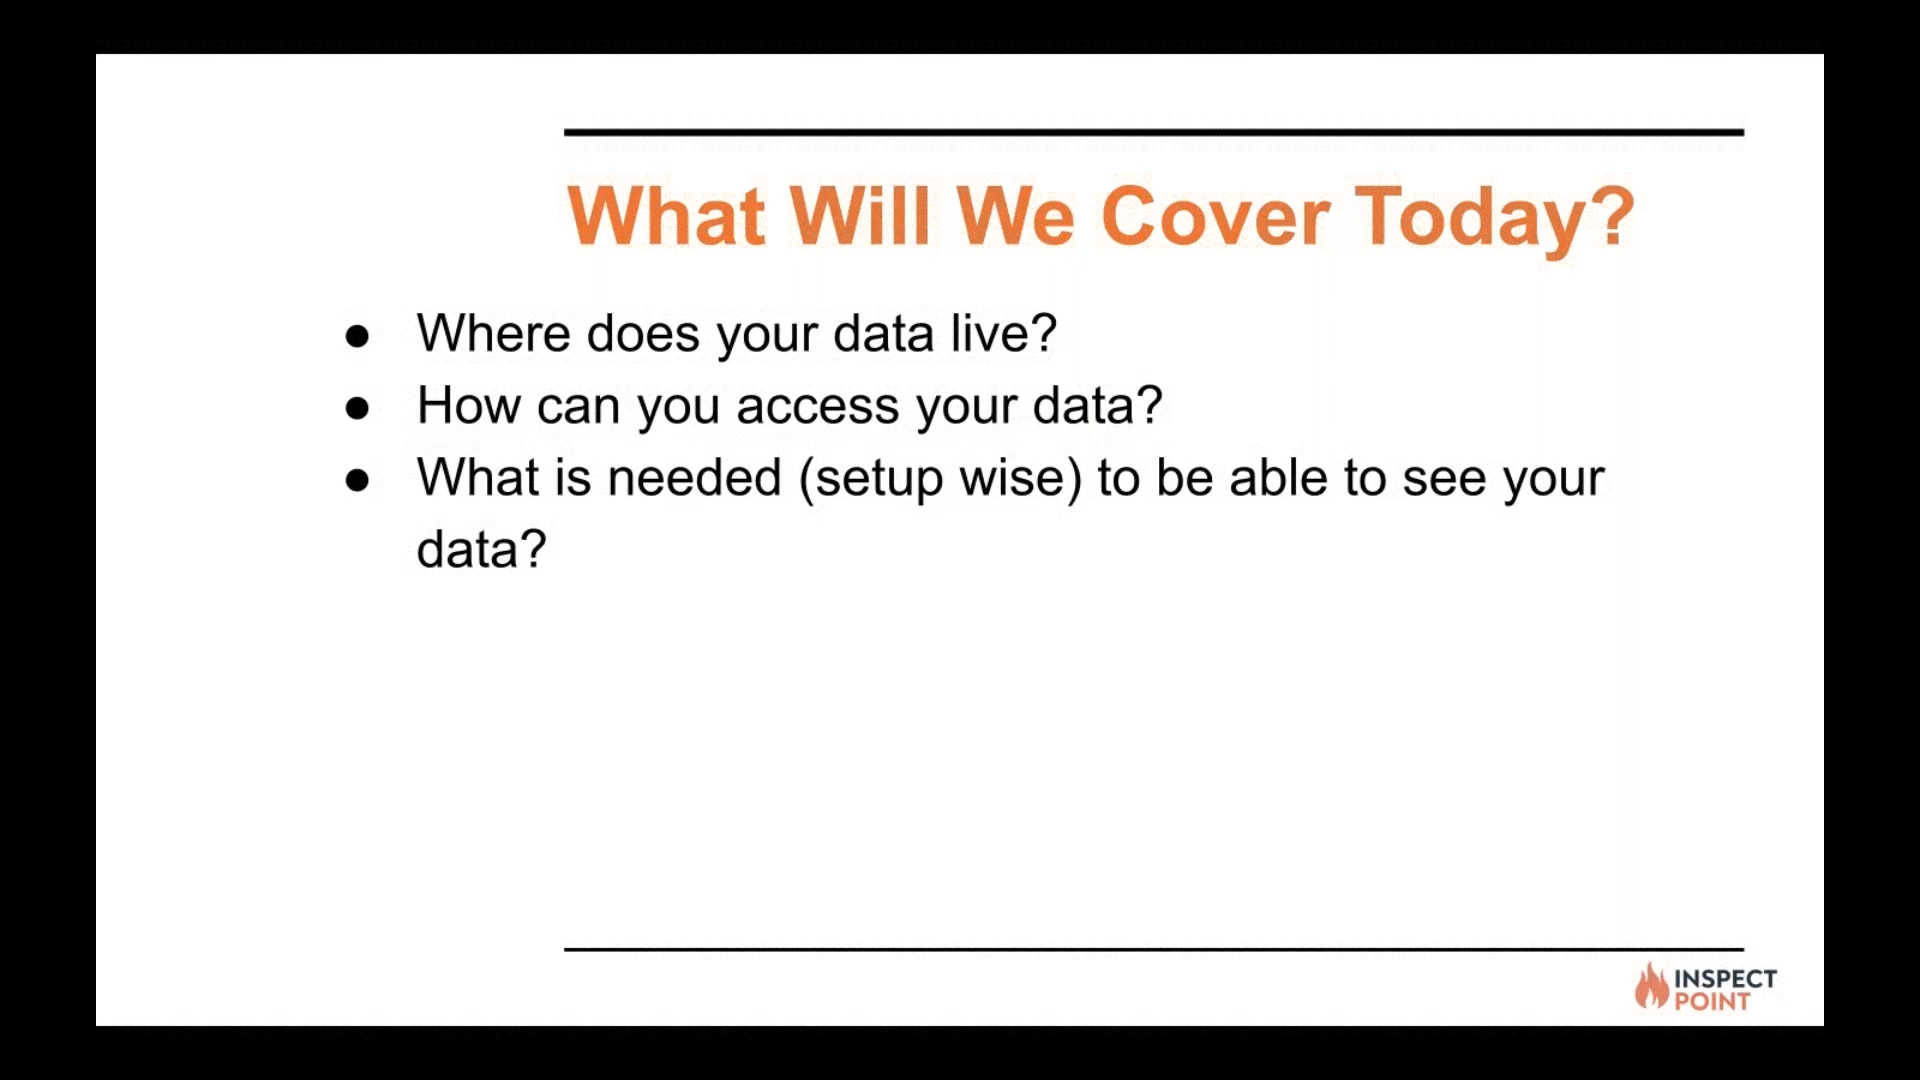 What Will We Cover Today?
● Where does your data live?
● How can you access your data?
● What is needed (setup wise) to be able to see your
data?
INSPECT
POINT